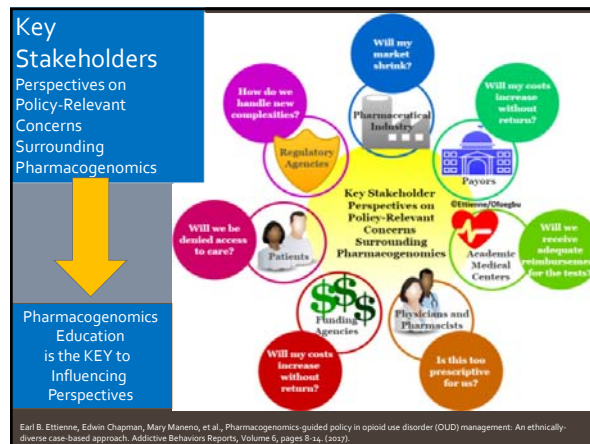 Key
Stakeholders
Perspectives on
Policy-Relevant
Concerns
Surrounding
Pharmacogenomics
Pharmacogenomics
Education
is the KEY to
Influencing
Perspectives
Will my
market
shrink?
Pharmaceutical
Industry
Will my costs
increase
without
return?
Payors
©Ettienne/Ofoegbu
Will we
receive
adequate
reimbursement
for the tests?
Academic
Medical
Centers
Is this too
prescriptive
for us?
Physicians and
Pharmacists
Will my costs
increase
without
return?
Funding
Agencies
Will we be
denied access
to care?
Patients
How do we
handle new
complexities?
Regulatory
Agencies
Key Stakeholder
Perspectives on
Policy-Relevant
Concerns
Surrounding
Pharmacogenomics
Earl B. Ettienne, Edwin Chapman, Mary Maneno, et al., Pharmacogenomics-guided policy in opioid use disorder (OUD) management: An ethnically-
diverse case-based approach. Addictive Behaviors Reports, Volume 6, pages 8-14. (2017).